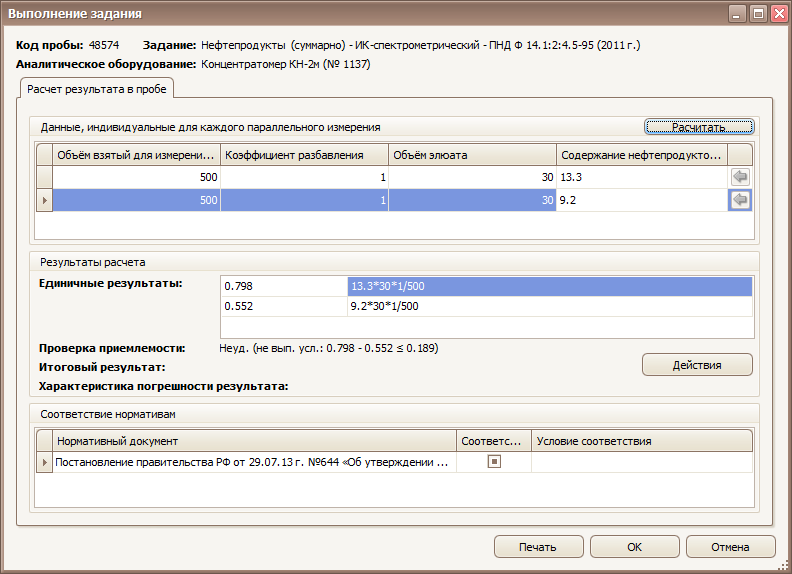 Выполнение задания
Код пробы: 48574 Задание: Нефтепродукты (суммарно) - ИК-спектрометрический - ПНД Ф 14.1:2:4.5-95 (2011 г.)
Аналитическое оборудование: Концентратомер КН-2м (№ 1137)
Расчет результата в пробе
Данные, индивидуальные для каждого параллельного измерения Расчитать
Объём взятый для измерени... Коэффициент разбавления Объём элюата Содержание нефтепродукто...
500 1 30 13.3
500 1 30 9.2
Результаты расчета
Единичные результаты: 0.798 13.3*30*1/500
0.552 9.2*30*1/500
Проверка приемлемости: Неуд. (не вып. усл.: 0.798 - 0.552 ≤ 0.189)
Итоговый результат: Действия
Характеристика погрешности результата:
Соответствие нормативам
Нормативный документ Соответс... Условие соответствия
Постановление правительства РФ от 29.07.13 г. №644 «Об утверждении ...
Печать OK Отмена